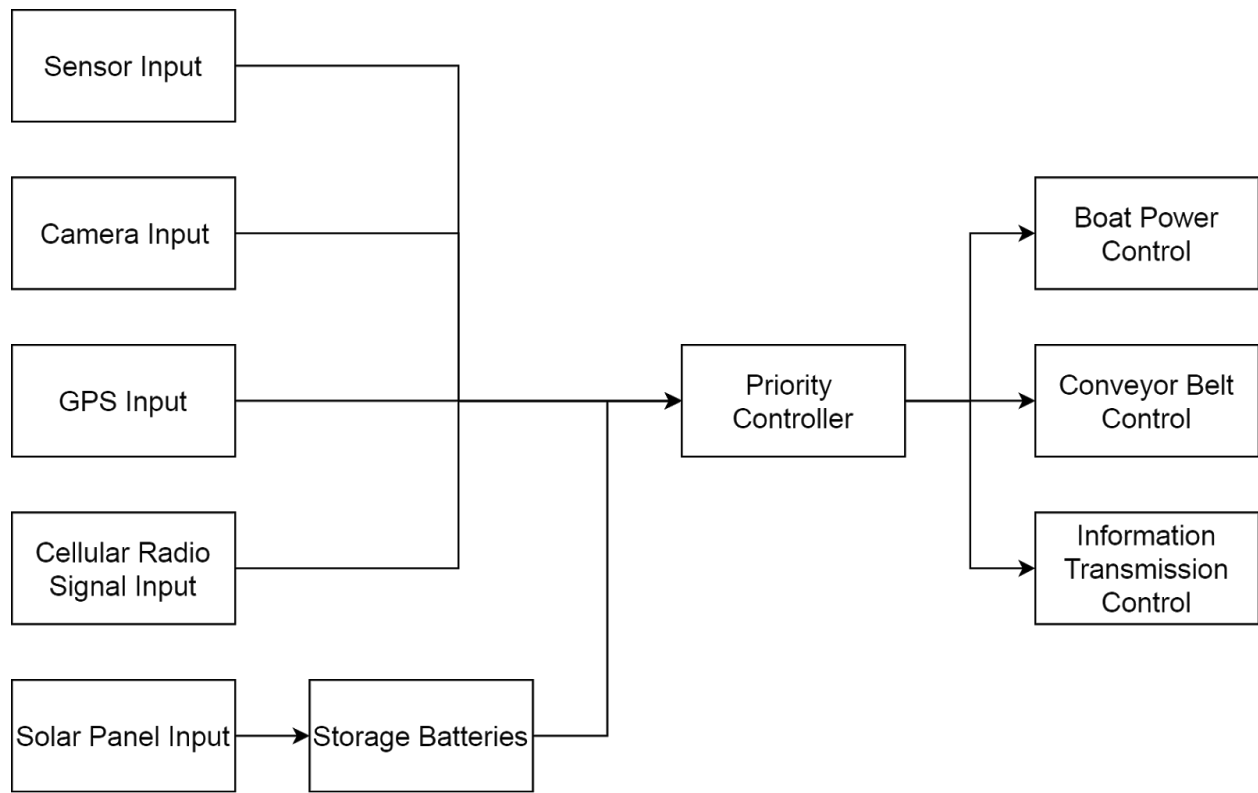 Sensor Input
Camera Input
GPS Input
Cellular Radio
Signal Input
Solar Panel Input
Storage Batteries
Priority
Controller
Boat Power
Control
Conveyor Belt
Control
Information
Transmission
Control